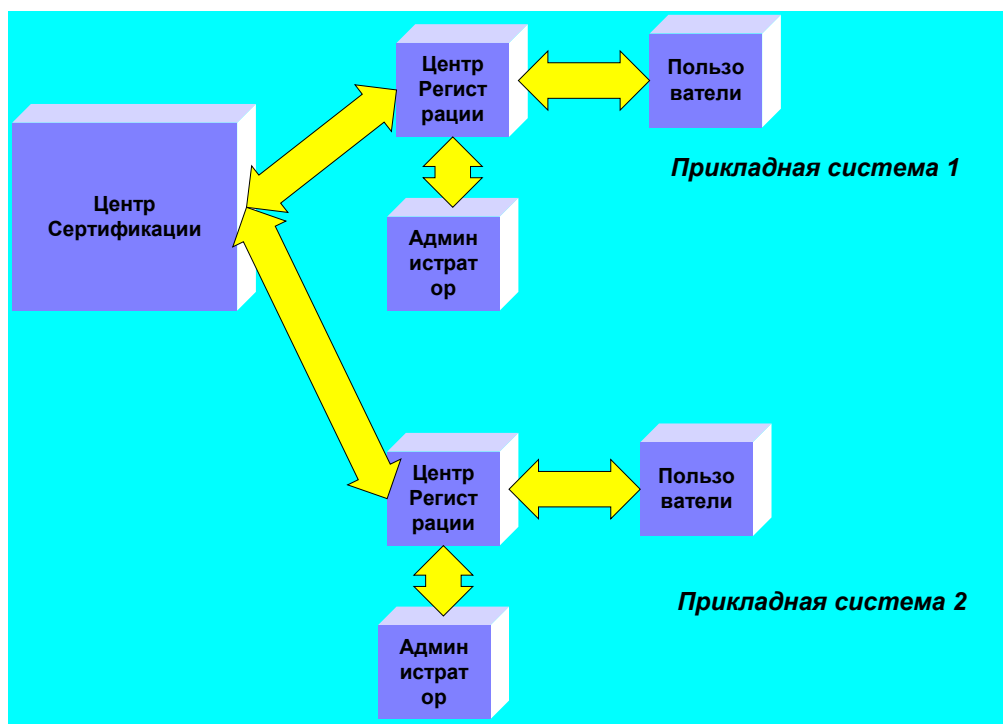 Центр
Регист
рации
Пользо
ватели
Прикладная система 1
Центр
Сертификации
Админ
истрат
ор
Центр
Регист
рации
Пользо
ватели
Прикладная система 2
Админ
истрат
ор